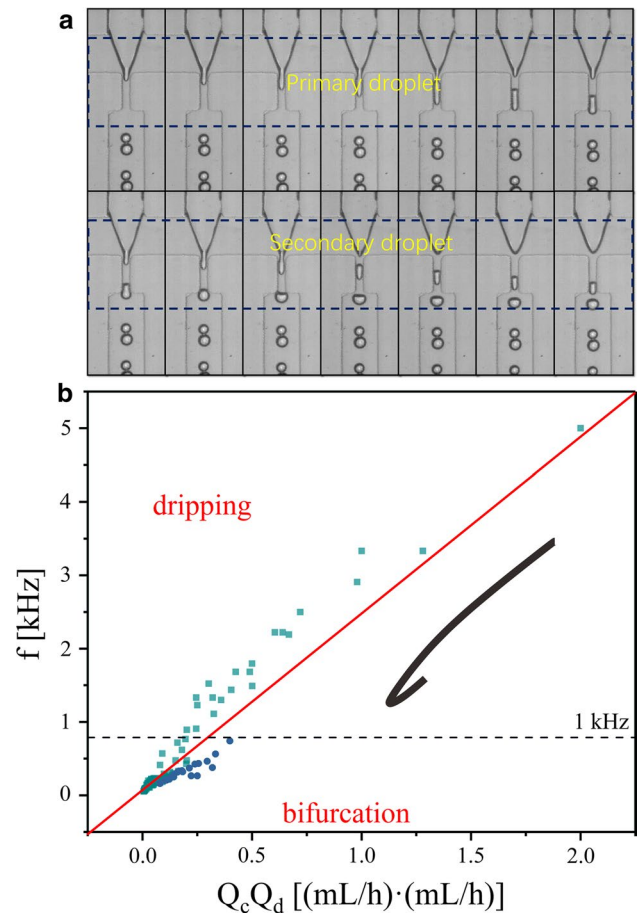 a
Primary droplet
Secondary droplet
b
5
4
3
2
1
0
f [kHz]
dripping
1 kHz
bifurcation
0.0 0.5 1.0 1.5 2.0
QcQd [(mL/h)·(mL/h)]